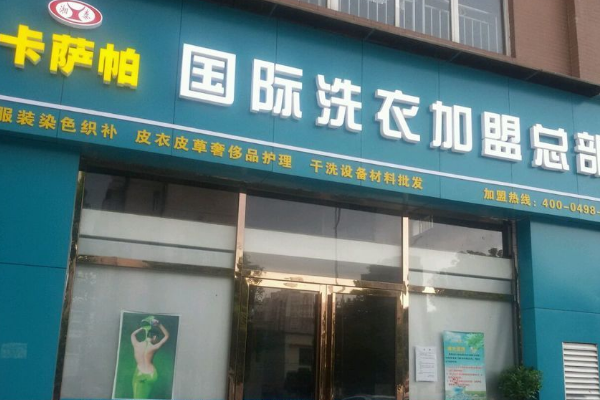 卡萨帕 国际洗衣加盟总部
服装染色织补 皮衣皮草奢侈品护理 干洗设备材料批发
加盟热线：400-0498-